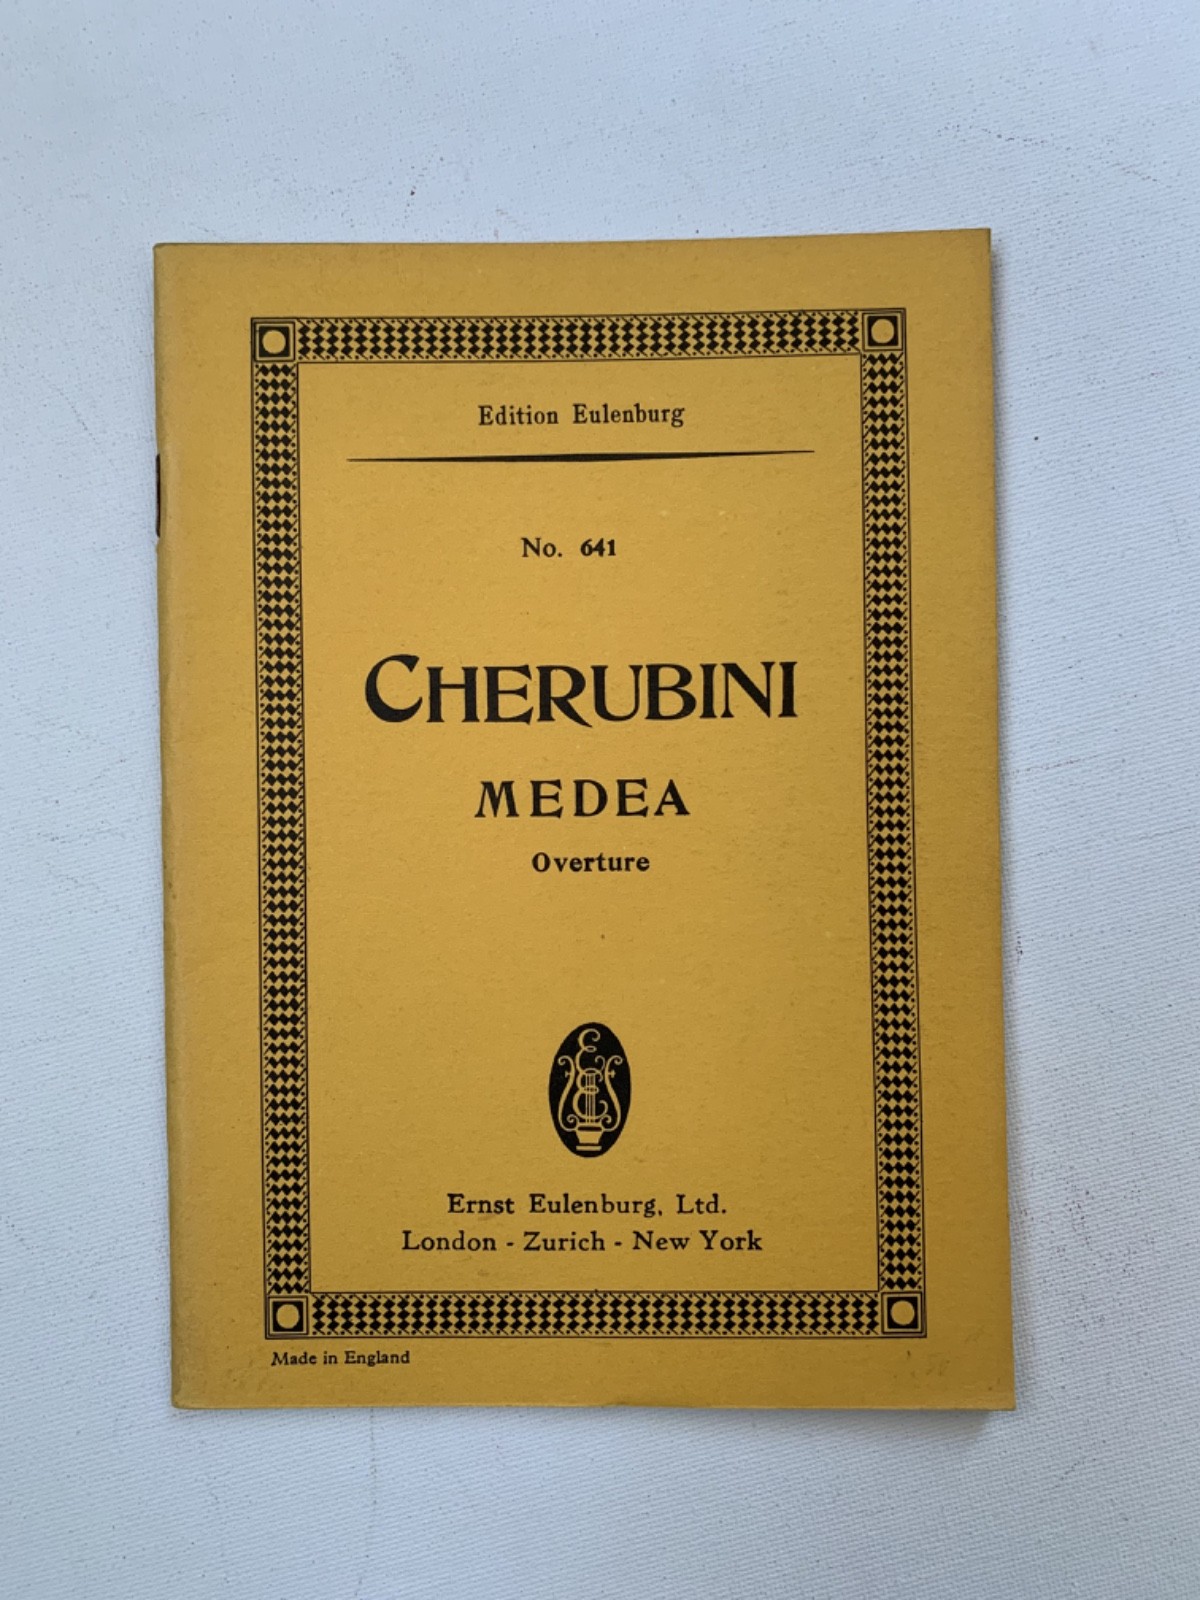 Edition Eulenburg
No. 641
CHERUBINI
MEDEA
Overture
Ernst Eulenburg, Ltd.
London - Zurich - New York
Made in England